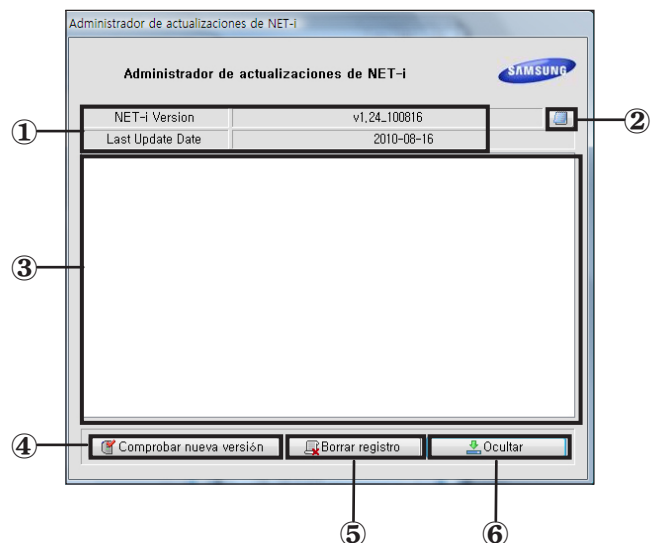 Administrador de actualizaciones de NET-i
Administrador de actualizaciones de NET-i
SAMSUNG
NET-i Version v1,24_100816
Last Update Date 2010-08-16
①
②
③
④
Comprobar nueva versión
Borrar registro
Ocultar
⑤
⑥